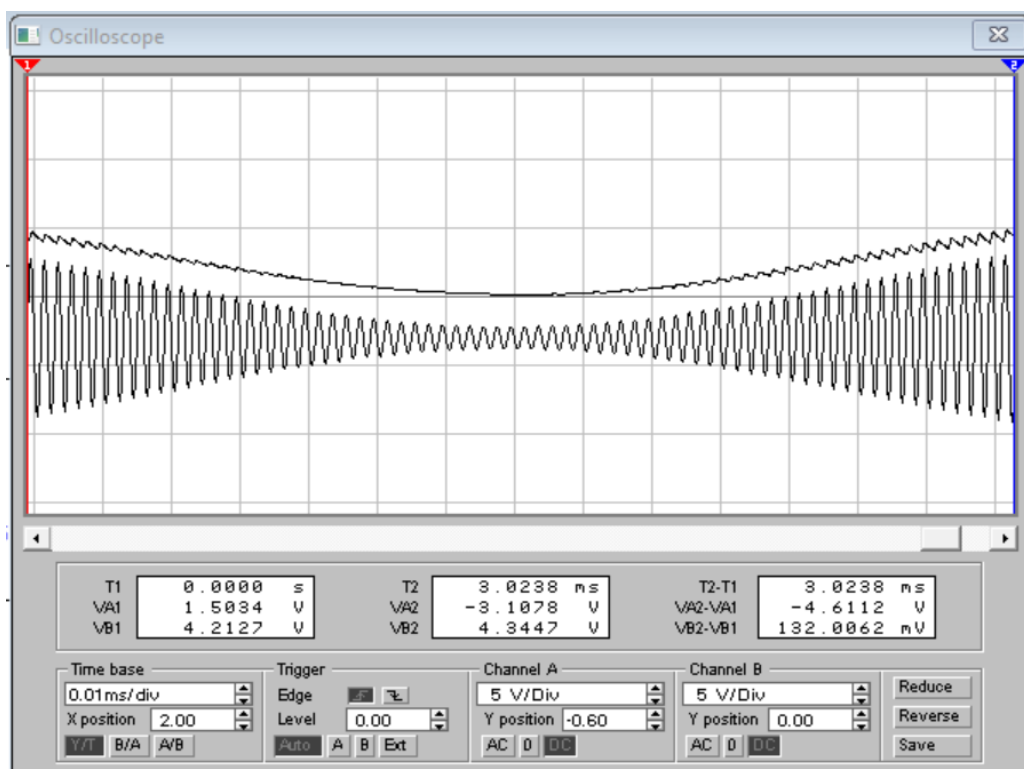 Oscilloscope
1 2
T1 0.0000 s T2 3.0238 ms T2-T1 3.0238 ms
VA1 1.5034 V VA2 -3.1078 V VA2-VA1 -4.6112 V
VB1 4.2127 V VB2 4.3447 V VB2-VB1 132.0062 mV
Time base Trigger Channel A Channel B
0.01ms/div Edge 5 V/Div 5 V/Div Reduce
X position 2.00 Level 0.00 Y position -0.60 Y position 0.00 Reverse
Y/T B/A A/B Auto A B Ext AC 0 DC AC 0 DC Save